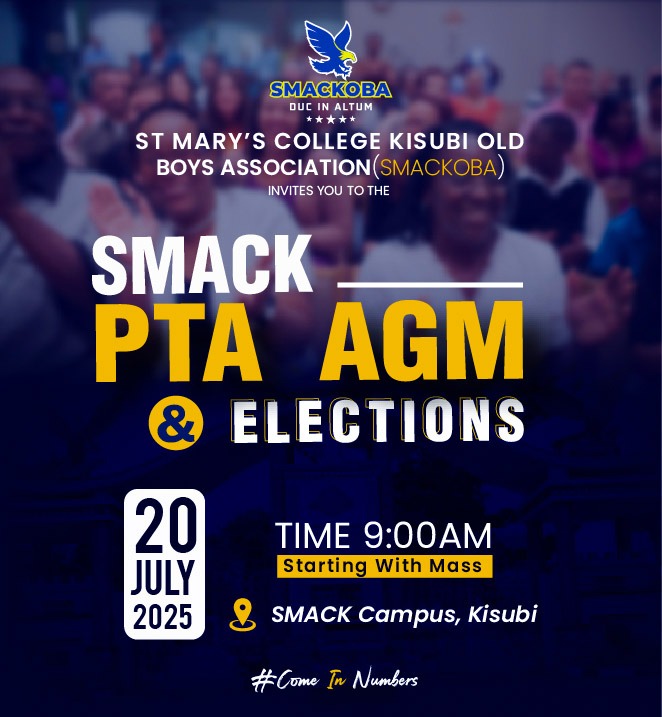 SMACKOBA
DUC IN ALTUM
ST MARY'S COLLEGE KISUBI OLD
BOYS ASSOCIATION(SMACKOBA)
INVITES YOU TO THE
SMACK
PTA AGM
& ELECTIONS
20
JULY
2025
TIME 9:00AM
Starting With Mass
SMACK Campus, Kisubi
#Come In Numbers